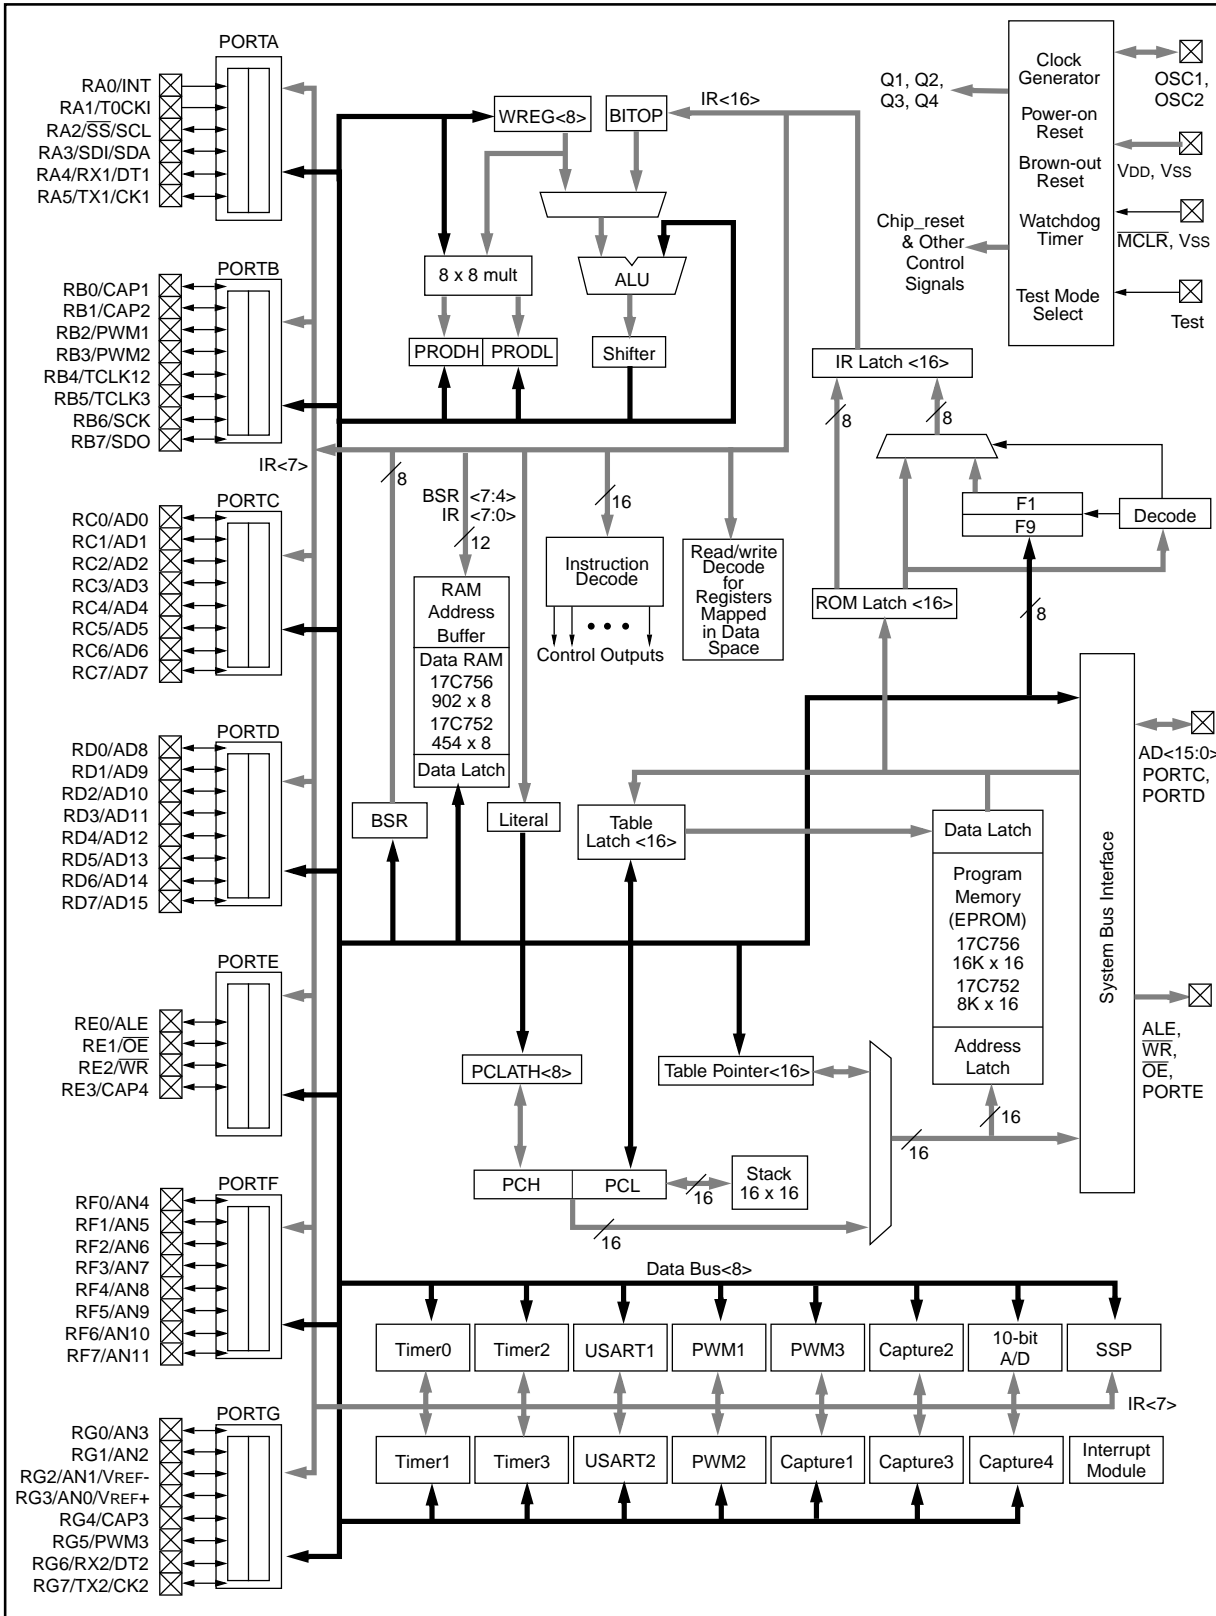 PORTA
RA0/INT
RA1/T0CKI
RA2/SS/SCL
RA3/SDI/SDA
RA4/RX1/DT1
RA5/TX1/CK1
PORTB
RB0/CAP1
RB1/CAP2
RB2/PWM1
RB3/PWM2
RB4/TCLK12
RB5/TCLK3
RB6/SCK
RB7/SDO
IR<7>
PORTC
RC0/AD0
RC1/AD1
RC2/AD2
RC3/AD3
RC4/AD4
RC5/AD5
RC6/AD6
RC7/AD7
PORTD
RD0/AD8
RD1/AD9
RD2/AD10
RD3/AD11
RD4/AD12
RD5/AD13
RD6/AD14
RD7/AD15
PORTE
RE0/ALE
RE1/OE
RE2/WR
RE3/CAP4
PORTF
RF0/AN4
RF1/AN5
RF2/AN6
RF3/AN7
RF4/AN8
RF5/AN9
RF6/AN10
RF7/AN11
PORTG
RG0/AN3
RG1/AN2
RG2/AN1/VREF-
RG3/AN0/VREF+
RG4/CAP3
RG5/PWM3
RG6/RX2/DT2
RG7/TX2/CK2
WREG<8>
BITOP
IR<16>
8 x 8 mult
ALU
PRODH
PRODL
Shifter
Q1, Q2,
Q3, Q4
Chip_reset
& Other
Control
Signals
Clock
Generator
Power-on
Reset
Brown-out
Reset
Watchdog
Timer
Test Mode
Select
OSC1,
OSC2
VDD, VSS
MCLR, VSS
Test
IR Latch <16>
8
8
F1
F9
Decode
ROM Latch <16>
8
8
BSR <7:4>
IR <7:0>
12
16
RAM
Address
Buffer
Data RAM
17C756
902 x 8
17C752
454 x 8
Data Latch
Instruction
Decode
Control Outputs
Read/write
Decode
for
Registers
Mapped
in Data
Space
BSR
Literal
Table
Latch <16>
Data Latch
Program
Memory
(EPROM)
17C756
16K x 16
17C752
8K x 16
Address
Latch
System Bus Interface
AD<15:0>
PORTC,
PORTD
ALE,
WR,
OE,
PORTE
PCLATH<8>
Table Pointer<16>
16
16
PCH
PCL
16
Stack
16 x 16
16
Data Bus<8>
Timer0
Timer2
USART1
PWM1
PWM3
Capture2
10-bit
A/D
SSP
IR<7>
Timer1
Timer3
USART2
PWM2
Capture1
Capture3
Capture4
Interrupt
Module